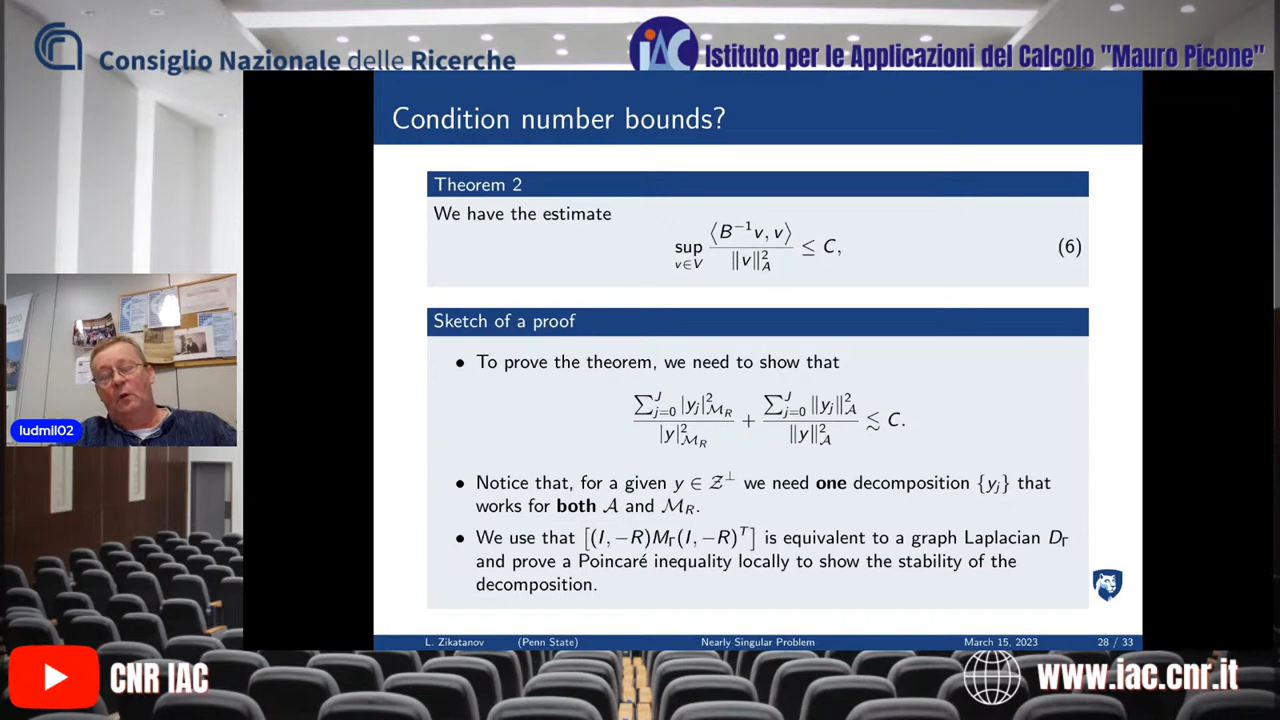 Consiglio Nazionale delle Ricerche
iAC
Istituto per le Applicazioni del Calcolo "Mauro Picone"
Condition number bounds?
Theorem 2
We have the estimate
sup_{v∈V} ⟨B⁻¹v, v⟩ / ‖v‖²_A ≤ C, (6)
Sketch of a proof
• To prove the theorem, we need to show that
∑_{j=0}^J |y_j|²_{ℳ_R} / |y|²_{ℳ_R} + ∑_{j=0}^J ‖y_j‖²_𝒜 / ‖y‖²_𝒜 ≲ C.
• Notice that, for a given y ∈ 𝒵^⊥ we need one decomposition {y_j} that
works for both 𝒜 and ℳ_R.
• We use that [(I, −R)M_Γ(I, −R)^T] is equivalent to a graph Laplacian D_Γ
and prove a Poincaré inequality locally to show the stability of the
decomposition.
ludmil02
L. Zikatanov (Penn State) Nearly Singular Problem March 15, 2023 28 / 33
CNR IAC
www.iac.cnr.it